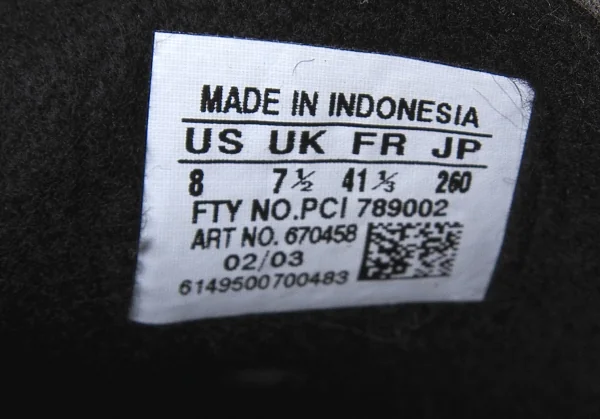 MADE IN INDONESIA
US UK FR JP
8 7½ 41⅓ 260
FTY NO.PCI 789002
ART NO. 670458
02/03
6149500700483